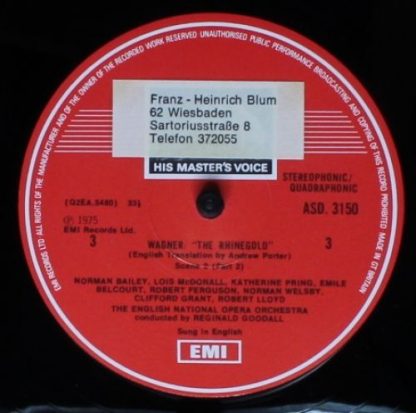 EMI RECORDS LTD ALL RIGHTS OF THE MANUFACTURER AND OF THE OWNER OF THE RECORDED WORK RESERVED UNAUTHORISED PUBLIC PERFORMANCE BROADCASTING AND COPYING OF THIS RECORD PROHIBITED MADE IN GT BRITAIN
Franz - Heinrich Blum
62 Wiesbaden
Sartoriusstraße 8
Telefon 372055
HIS MASTER'S VOICE
STEREOPHONIC/
QUADRAPHONIC
(Q2EA.5480) 33⅓
ASD. 3150
Ⓟ 1975
EMI Records Ltd.
3
WAGNER: "THE RHINEGOLD"
3
(English Translation by Andrew Porter)
Scene 2 (Part 2)
NORMAN BAILEY, LOIS McDONALL, KATHERINE PRING, EMILE
BELCOURT, ROBERT FERGUSON, NORMAN WELSBY,
CLIFFORD GRANT, ROBERT LLOYD
THE ENGLISH NATIONAL OPERA ORCHESTRA
conducted by REGINALD GOODALL
Sung in English
EMI